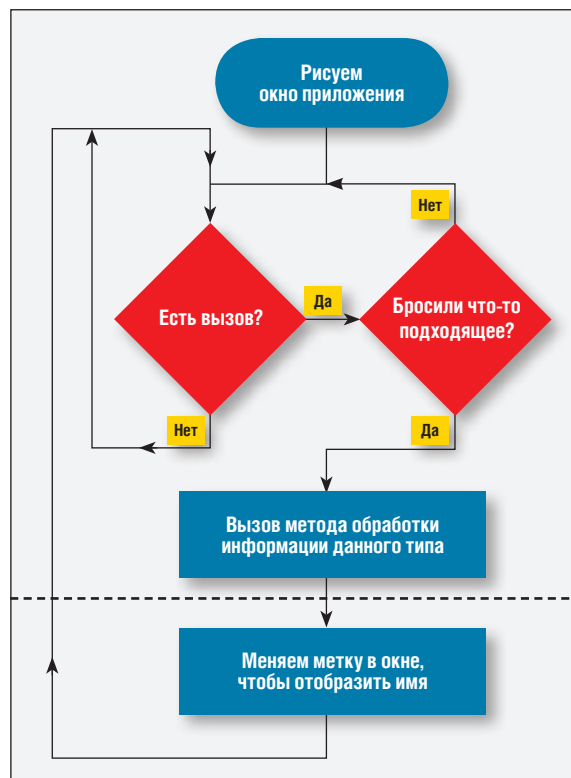 Рисуем
окно приложения
Нет
Есть вызов?
Да
Бросили что-то
подходящее?
Нет
Да
Вызов метода обработки
информации данного типа
Меняем метку в окне,
чтобы отобразить имя